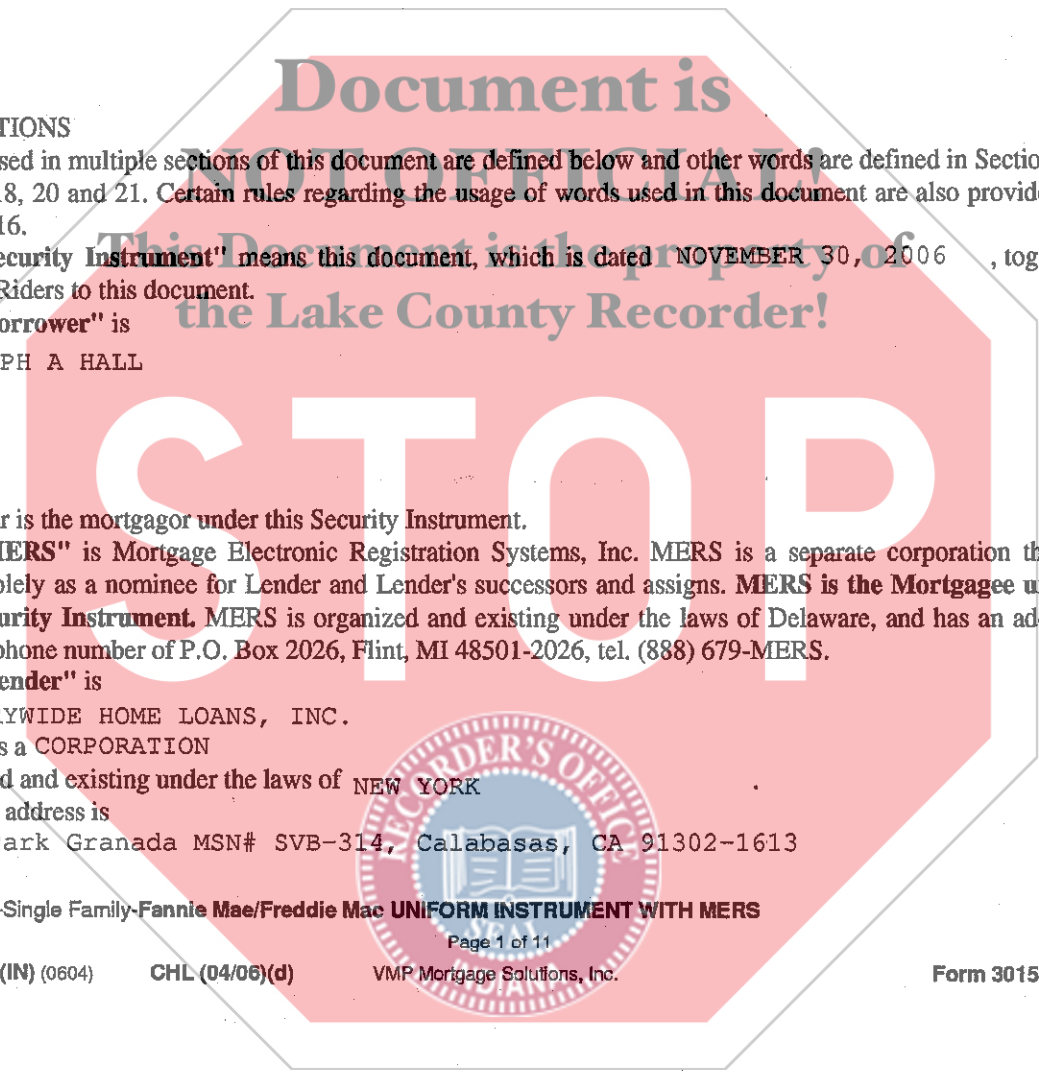 Document is
TIONS
sed in multiple sections of this document are defined below and other words are defined in Sectio
NOT OFFICIAL!
8, 20 and 21. Certain rules regarding the usage of words used in this document are also provid
16.
This Document is the property of
ecurity Instrument" means this document, which is dated NOVEMBER 30, 2006 , tog
Riders to this document.
the Lake County Recorder!
orrower" is
PH A HALL
STOP
r is the mortgagor under this Security Instrument.
MERS" is Mortgage Electronic Registration Systems, Inc. MERS is a separate corporation th
olely as a nominee for Lender and Lender's successors and assigns. MERS is the Mortgagee u
urity Instrument. MERS is organized and existing under the laws of Delaware, and has an ad
phone number of P.O. Box 2026, Flint, MI 48501-2026, tel. (888) 679-MERS.
ender" is
YWIDE HOME LOANS, INC.
s a CORPORATION
d and existing under the laws of NEW YORK .
address is
ark Granada MSN# SVB-314, Calabasas, CA 91302-1613
RECORDER'S OFFICE
SEAL
INDIANA
-Single Family-Fannie Mae/Freddie Mac UNIFORM INSTRUMENT WITH MERS
Page 1 of 11
(IN) (0604) CHL (04/06)(d) VMP Mortgage Solutions, Inc. Form 3015